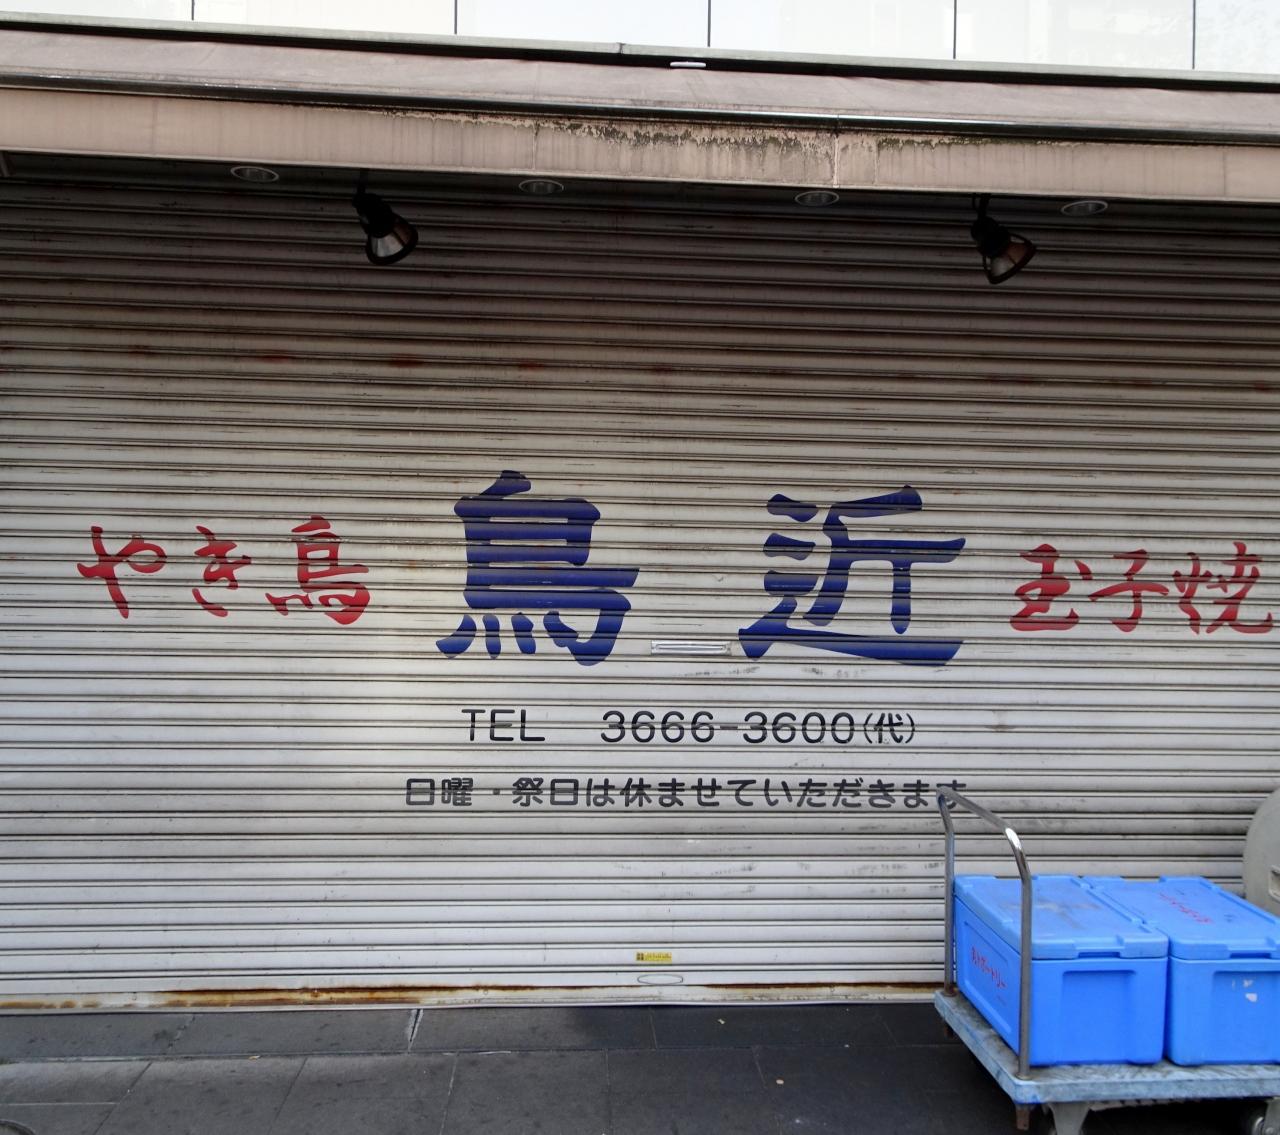 やき鳥 鳥近 玉子焼
TEL 3666-3600(代)
日曜・祭日は休ませていただきます